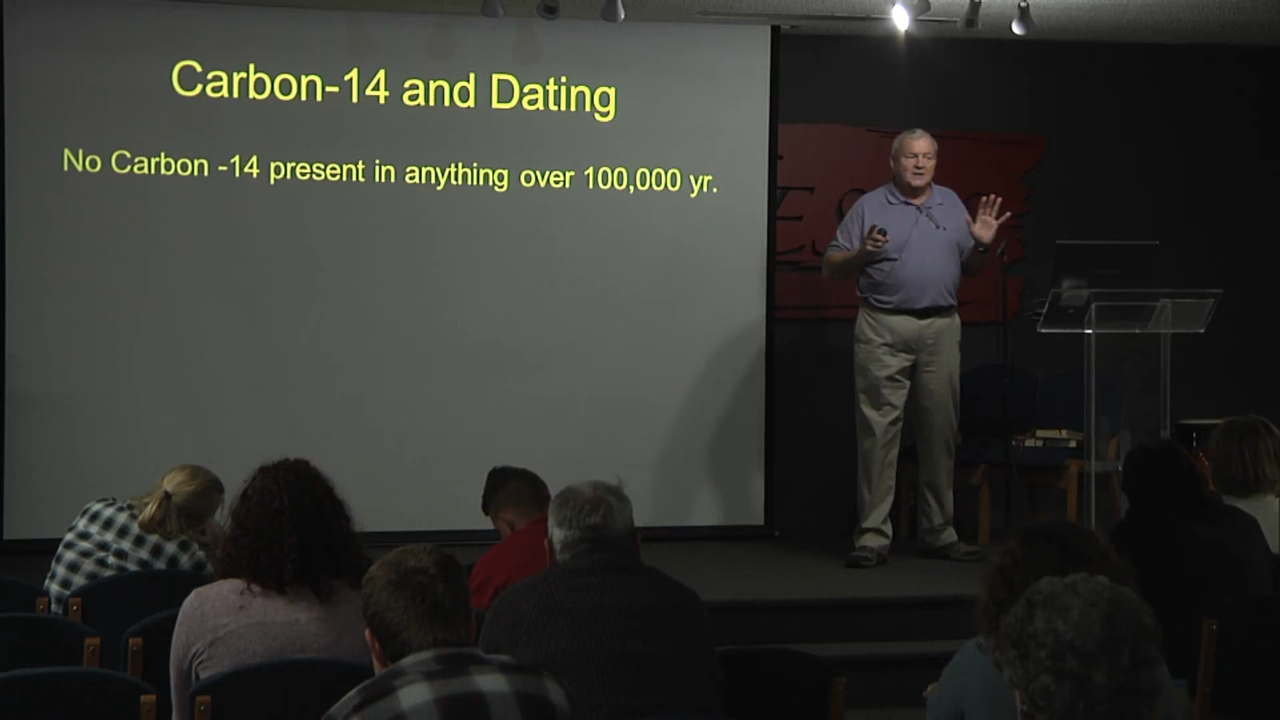 Carbon-14 and Dating
No Carbon -14 present in anything over 100,000 yr.